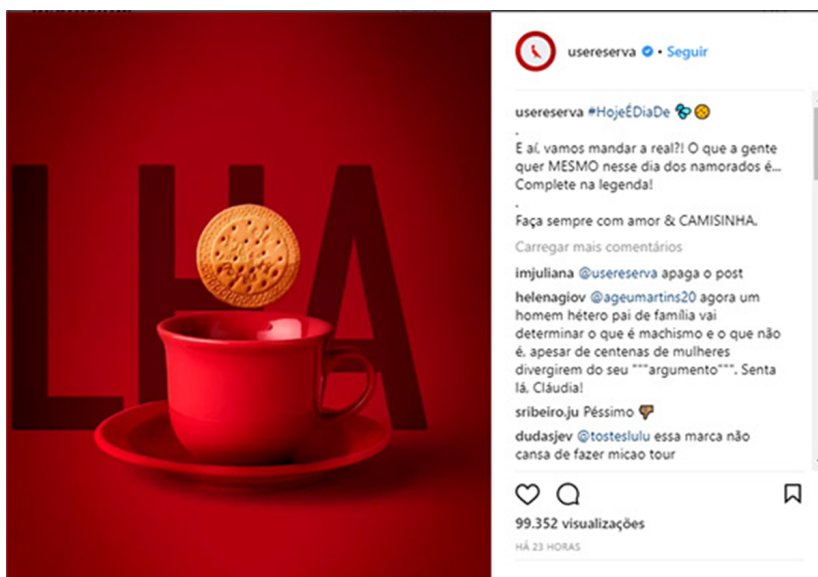 LHA
usereserva • Seguir
usereserva #HojeÉDiaDe
.
E aí, vamos mandar a real?! O que a gente
quer MESMO nesse dia dos namorados é...
Complete na legenda!
.
Faça sempre com amor & CAMISINHA.
Carregar mais comentários
imjuliana @usereserva apaga o post
helenagiov @ageumartins20 agora um
homem hétero pai de família vai
determinar o que é machismo e o que não
é, apesar de centenas de mulheres
divergirem do seu """argumento""". Senta
lá, Cláudia!
sribeiro.ju Péssimo
dudasjev @tosteslulu essa marca não
cansa de fazer micao tour
99.352 visualizações
HÁ 23 HORAS